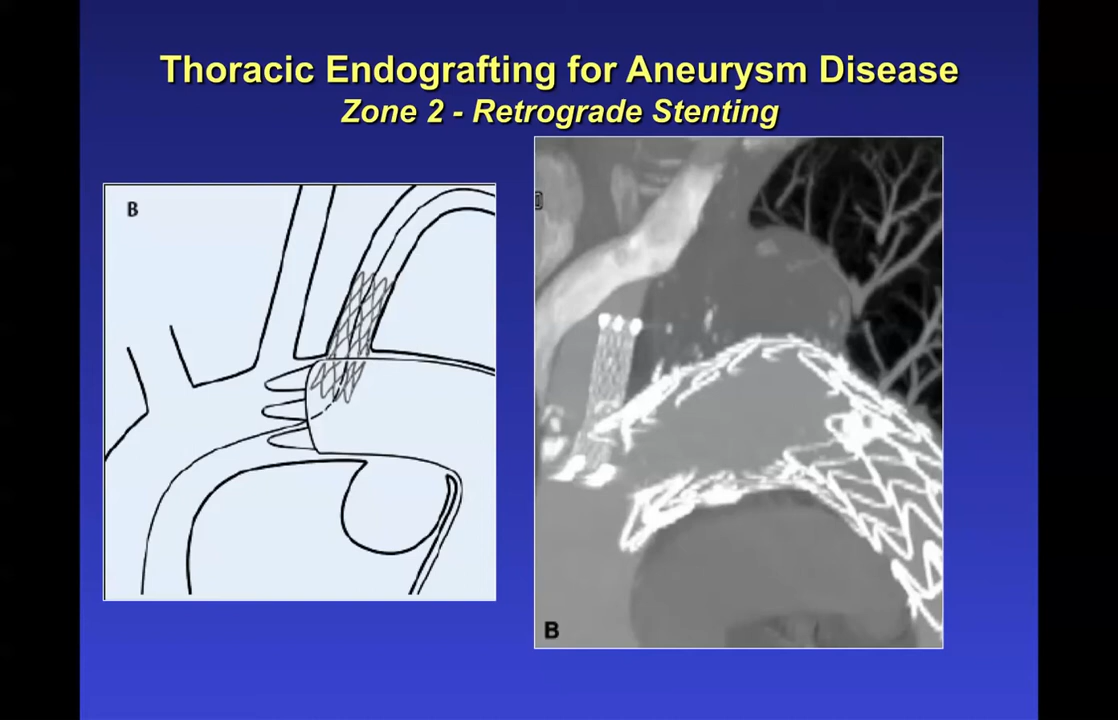 Thoracic Endografting for Aneurysm Disease
Zone 2 - Retrograde Stenting
B
B